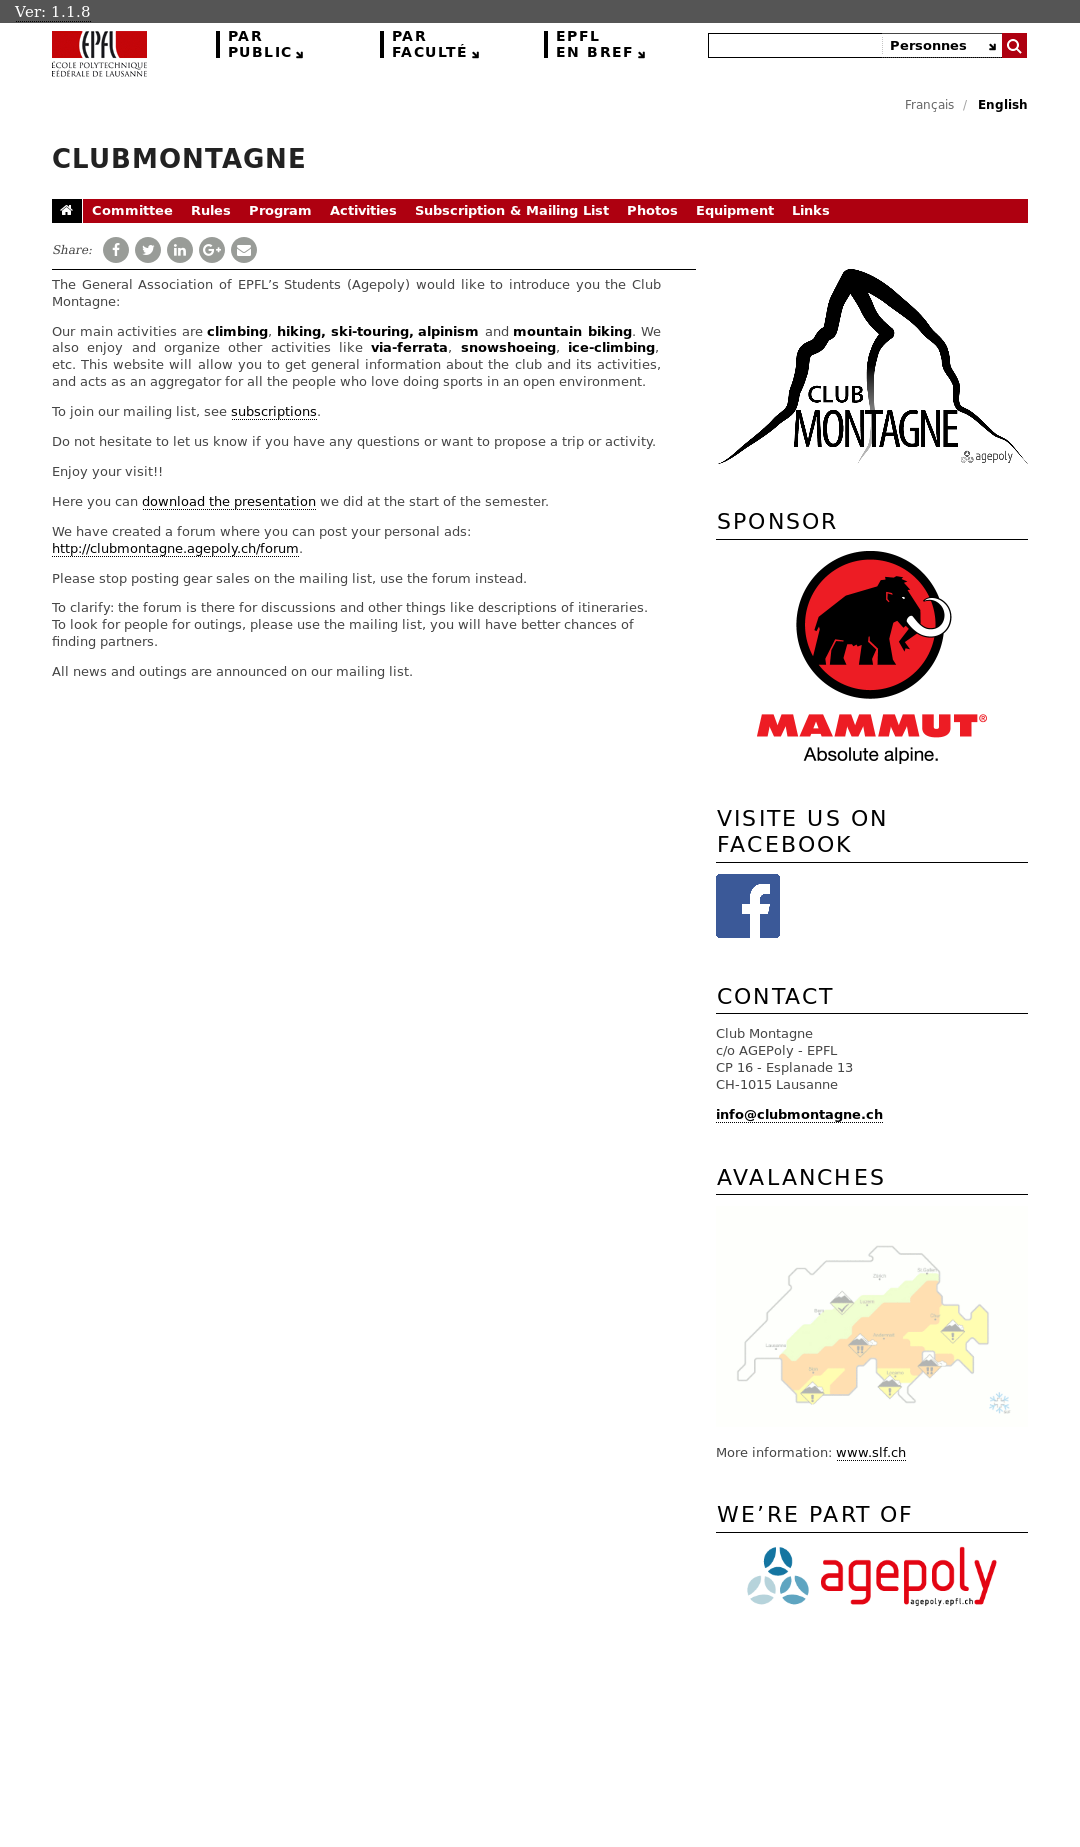 Ver: 1.1.8
EPFL
ÉCOLE POLYTECHNIQUE
FÉDÉRALE DE LAUSANNE
PAR
PUBLIC
PAR
FACULTÉ
EPFL
EN BREF
Personnes
Français / English
CLUBMONTAGNE
Committee Rules Program Activities Subscription & Mailing List Photos Equipment Links
Share:
The General Association of EPFL’s Students (Agepoly) would like to introduce you the Club
Montagne:
Our main activities are climbing, hiking, ski-touring, alpinism and mountain biking. We
also enjoy and organize other activities like via-ferrata, snowshoeing, ice-climbing,
etc. This website will allow you to get general information about the club and its activities,
and acts as an aggregator for all the people who love doing sports in an open environment.
To join our mailing list, see subscriptions.
Do not hesitate to let us know if you have any questions or want to propose a trip or activity.
Enjoy your visit!!
Here you can download the presentation we did at the start of the semester.
We have created a forum where you can post your personal ads:
http://clubmontagne.agepoly.ch/forum.
Please stop posting gear sales on the mailing list, use the forum instead.
To clarify: the forum is there for discussions and other things like descriptions of itineraries.
To look for people for outings, please use the mailing list, you will have better chances of
finding partners.
All news and outings are announced on our mailing list.
CLUB
MONTAGNE
agepoly
SPONSOR
MAMMUT®
Absolute alpine.
VISITE US ON
FACEBOOK
CONTACT
Club Montagne
c/o AGEPoly - EPFL
CP 16 - Esplanade 13
CH-1015 Lausanne
info@clubmontagne.ch
AVALANCHES
More information: www.slf.ch
WE’RE PART OF
agepoly
agepoly.epfl.ch